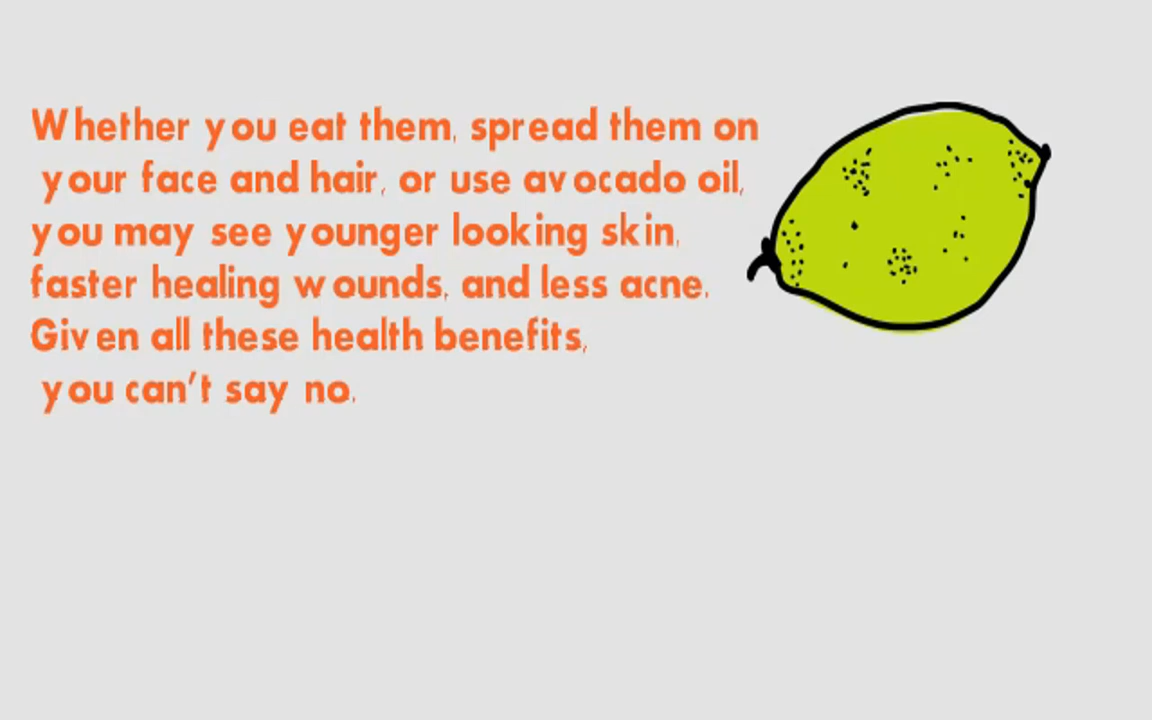 Whether you eat them, spread them on
your face and hair, or use avocado oil,
you may see younger looking skin,
faster healing wounds, and less acne.
Given all these health benefits,
you can't say no.